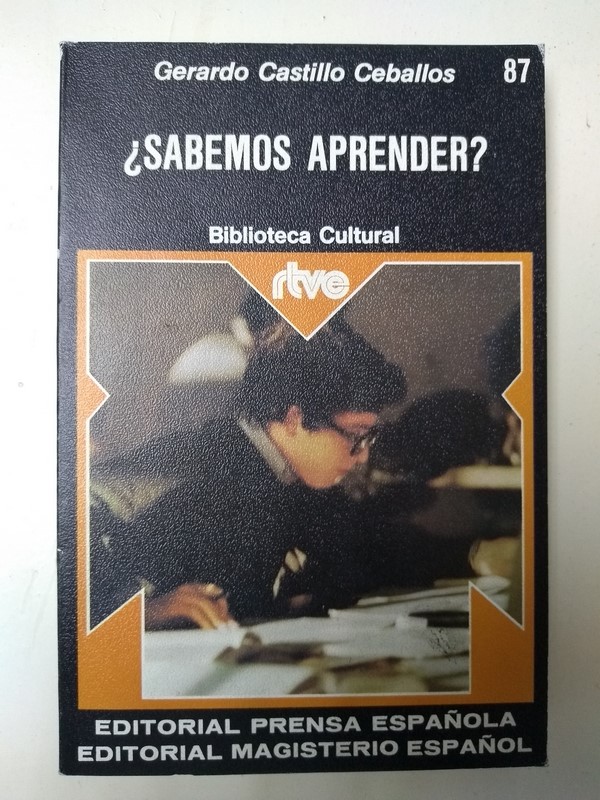 Gerardo Castillo Ceballos 87
¿SABEMOS APRENDER?
Biblioteca Cultural
rtve
EDITORIAL PRENSA ESPAÑOLA
EDITORIAL MAGISTERIO ESPAÑOL